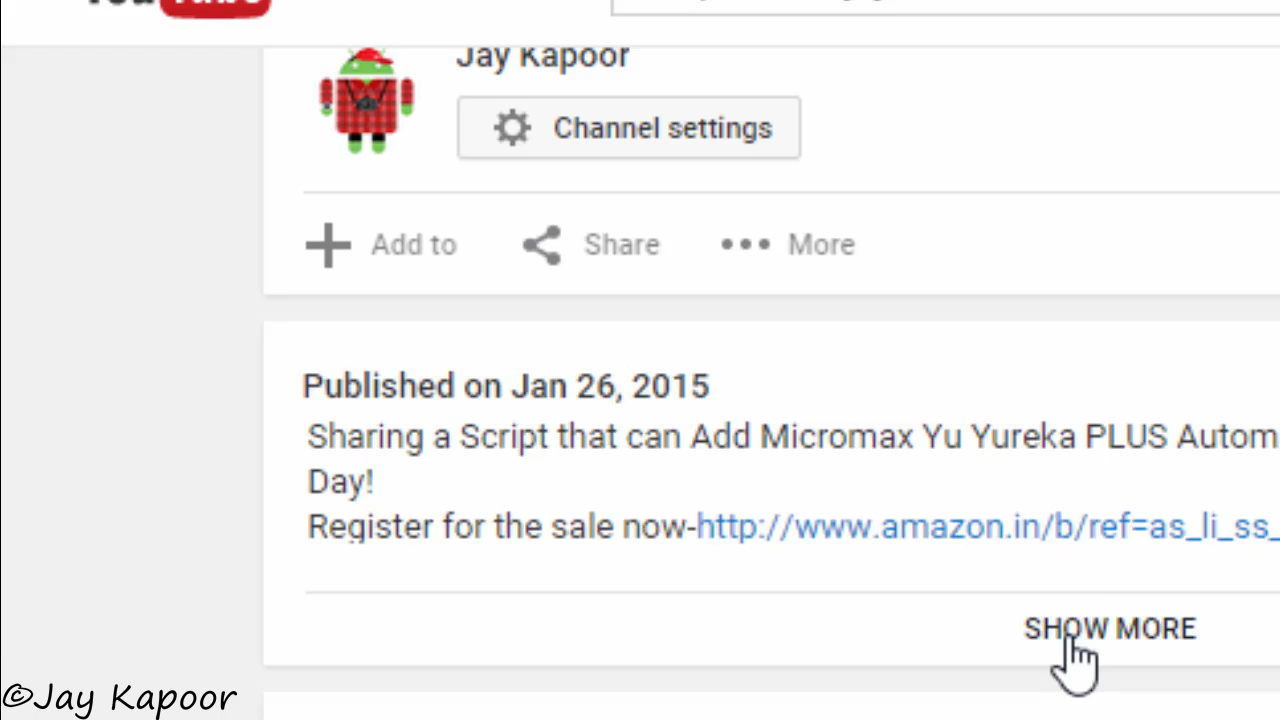 You Tube
Jay Kapoor
Channel settings
Add to Share More
Published on Jan 26, 2015
Sharing a Script that can Add Micromax Yu Yureka PLUS Autom
Day!
Register for the sale now-http://www.amazon.in/b/ref=as_li_ss_
SHOW MORE
©Jay Kapoor